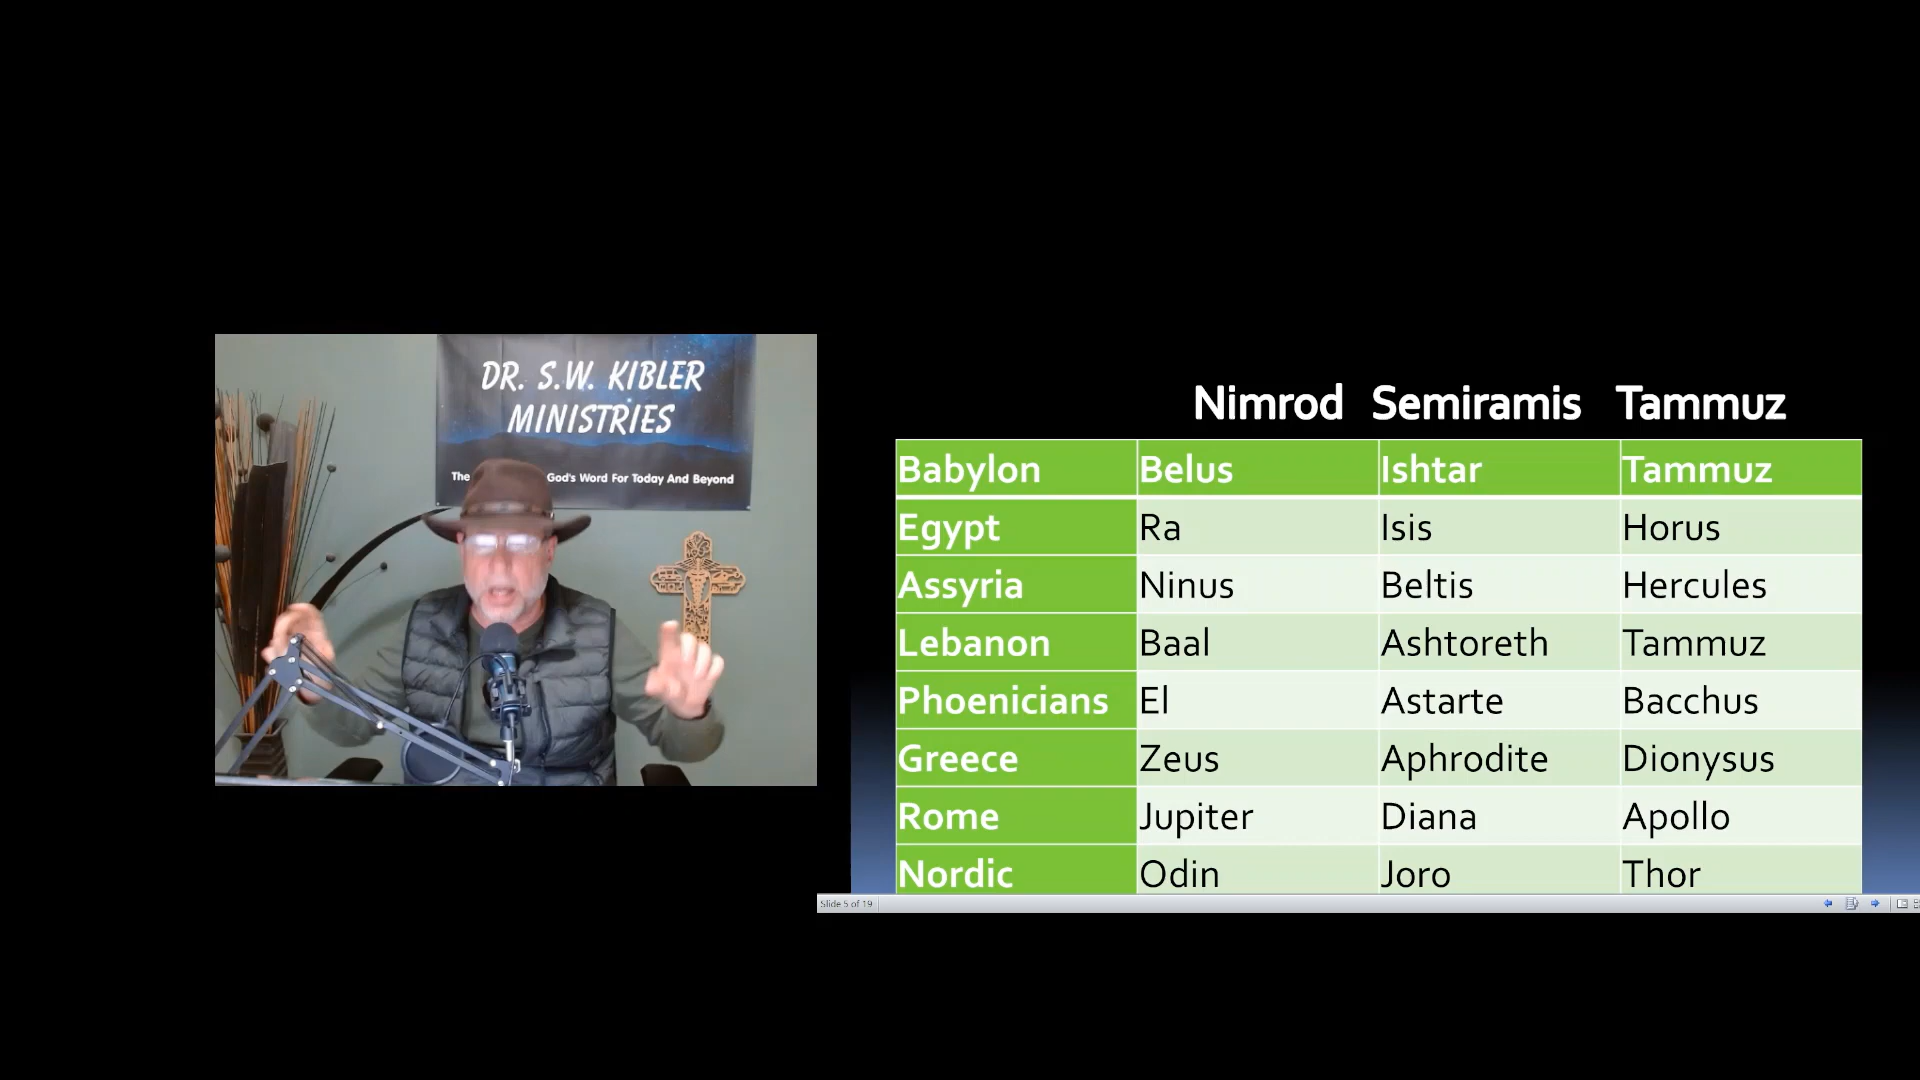 DR. S.W. KIBLER
MINISTRIES
The God's Word For Today And Beyond
Nimrod Semiramis Tammuz
Babylon Belus Ishtar Tammuz
Egypt Ra Isis Horus
Assyria Ninus Beltis Hercules
Lebanon Baal Ashtoreth Tammuz
Phoenicians El Astarte Bacchus
Greece Zeus Aphrodite Dionysus
Rome Jupiter Diana Apollo
Nordic Odin Joro Thor
Slide 5 of 19